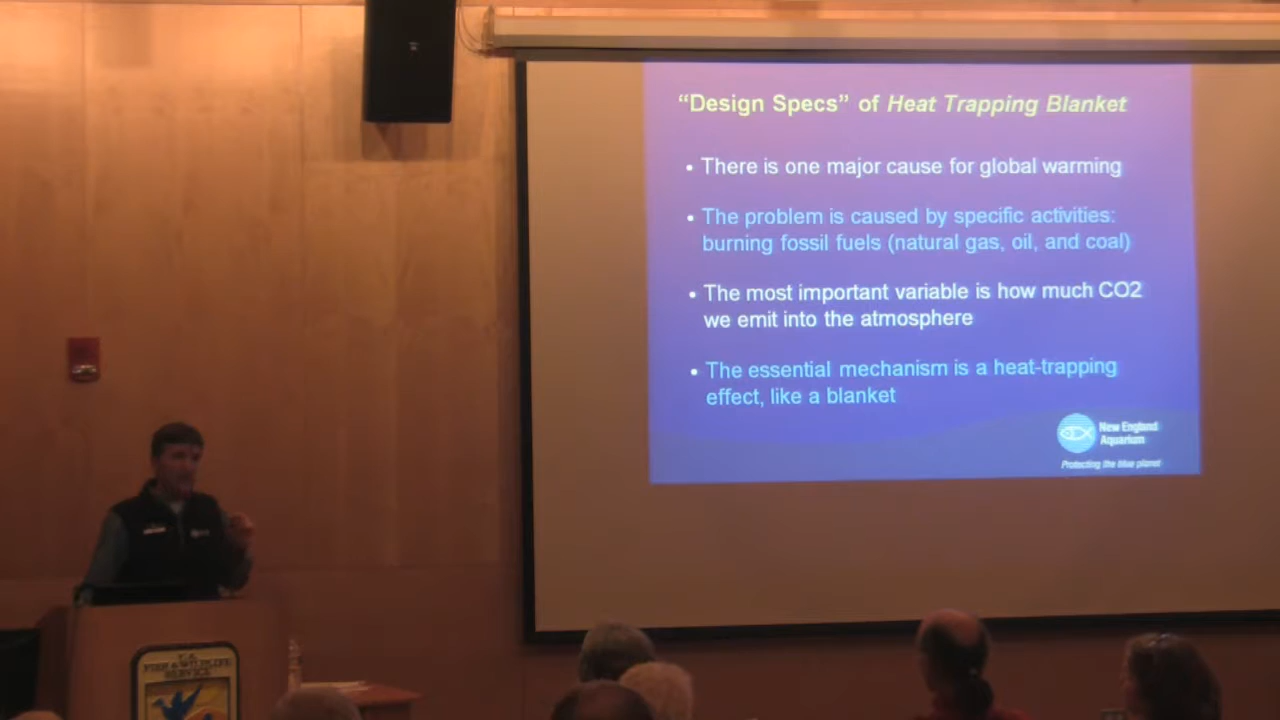 “Design Specs” of Heat Trapping Blanket
• There is one major cause for global warming
• The problem is caused by specific activities:
burning fossil fuels (natural gas, oil, and coal)
• The most important variable is how much CO2
we emit into the atmosphere
• The essential mechanism is a heat-trapping
effect, like a blanket
New England
Aquarium
Protecting the blue planet
U.S.
FISH & WILDLIFE
SERVICE